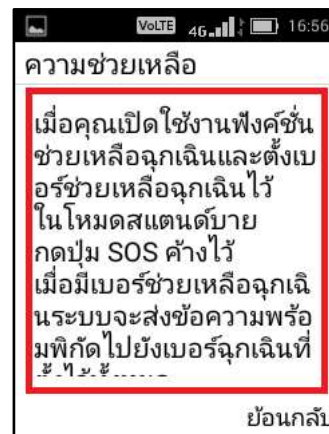 VoLTE 4G 16:56
ความช่วยเหลือ
เมื่อคุณเปิดใช้งานฟังค์ชั่น
ช่วยเหลือฉุกเฉินและตั้งเบ
อร์ช่วยเหลือฉุกเฉินไว้
ในโหมดสแตนด์บาย
กดปุ่ม SOS ค้างไว้
เมื่อมีเบอร์ช่วยเหลือฉุกเฉิ
นระบบจะส่งข้อความพร้อ
มพิกัดไปยังเบอร์ฉุกเฉินที่
ย้อนกลับ